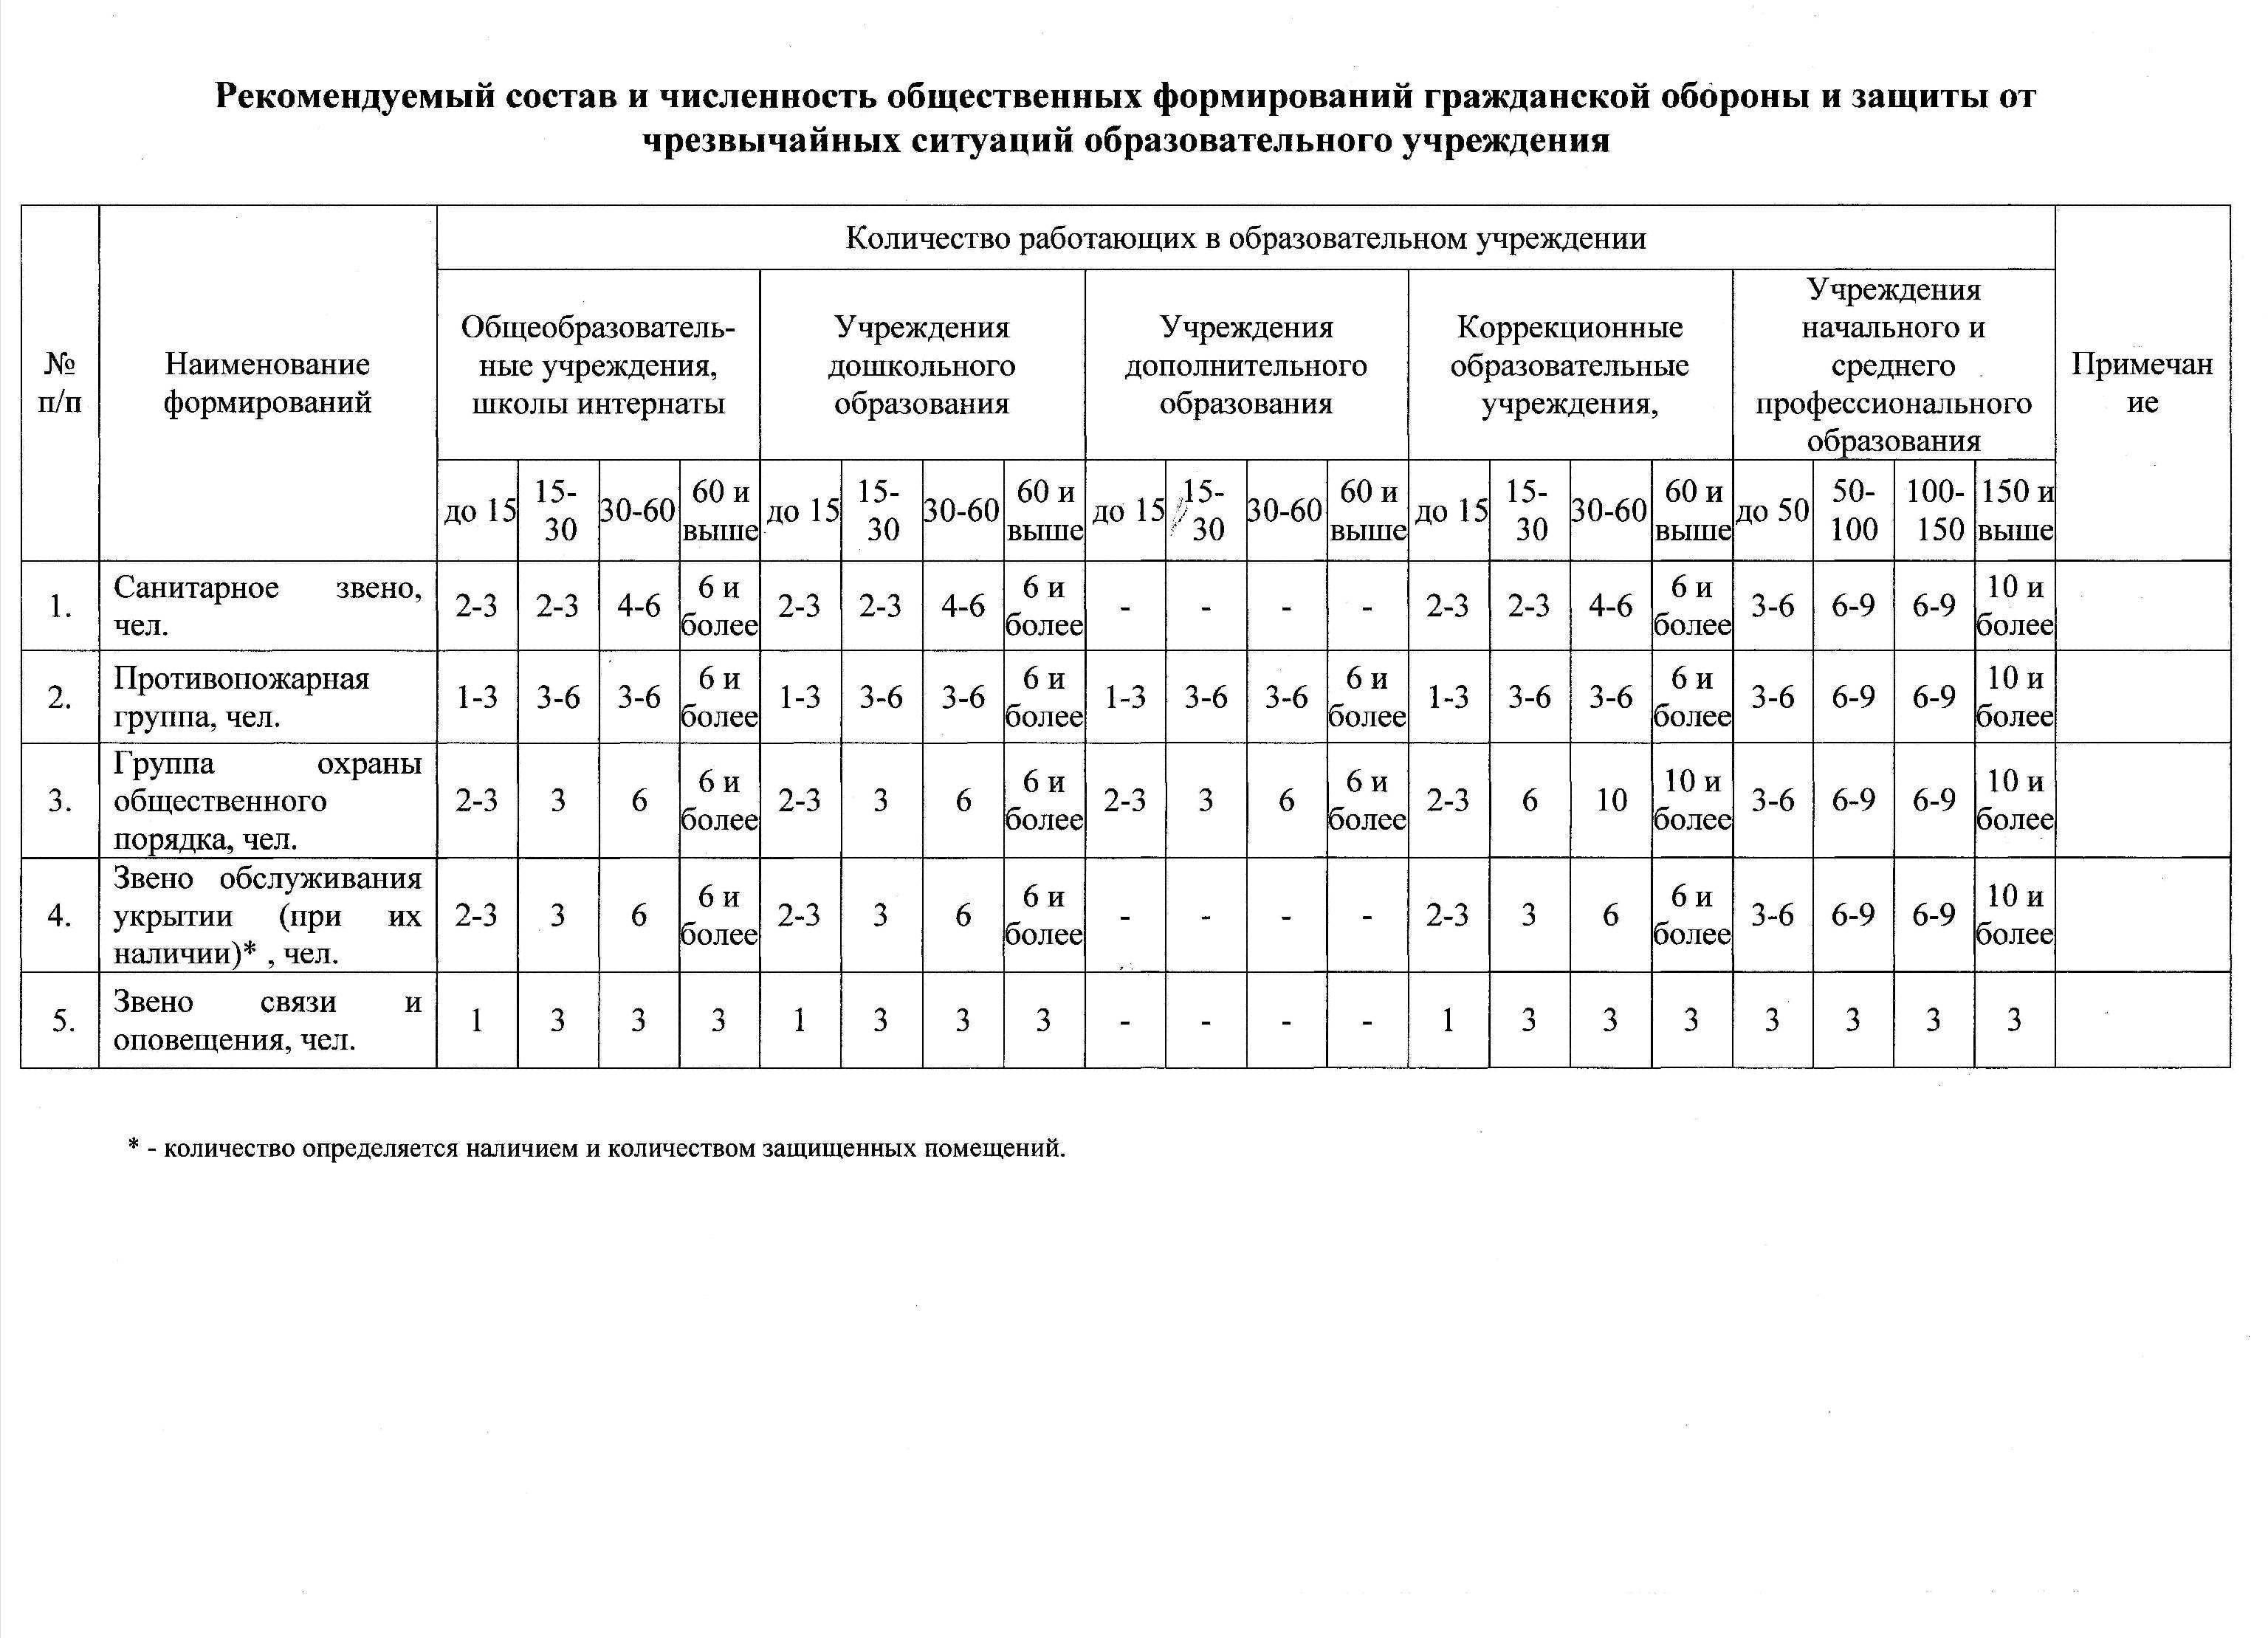 Рекомендуемый состав и численность общественных формирований гражданской обороны и защиты от
чрезвычайных ситуаций образовательного учреждения
№
п/п
Наименование
формирований
Количество работающих в образовательном учреждении
Общеобразователь-
ные учреждения,
школы интернаты
Учреждения
дошкольного
образования
Учреждения
дополнительного
образования
Коррекционные
образовательные
учреждения,
Учреждения
начального и
среднего
профессионального
образования
Примечан
ие
до 15 15-30 30-60 60 и выше до 15 15-30 30-60 60 и выше до 15 15-30 30-60 60 и выше до 15 15-30 30-60 60 и выше до 50 50-100 100-150 150 и выше
1. Санитарное звено, чел. 2-3 2-3 4-6 6 и более 2-3 2-3 4-6 6 и более - - - - 2-3 2-3 4-6 6 и более 3-6 6-9 6-9 10 и более
2. Противопожарная группа, чел. 1-3 3-6 3-6 6 и более 1-3 3-6 3-6 6 и более 1-3 3-6 3-6 6 и более 1-3 3-6 3-6 6 и более 3-6 6-9 6-9 10 и более
3. Группа охраны общественного порядка, чел. 2-3 3 6 6 и более 2-3 3 6 6 и более 2-3 3 6 6 и более 2-3 6 10 10 и более 3-6 6-9 6-9 10 и более
4. Звено обслуживания укрытии (при их наличии)* , чел. 2-3 3 6 6 и более 2-3 3 6 6 и более - - - - 2-3 3 6 6 и более 3-6 6-9 6-9 10 и более
5. Звено связи и оповещения, чел. 1 3 3 3 1 3 3 3 - - - - 1 3 3 3 3 3 3 3
* - количество определяется наличием и количеством защищенных помещений.